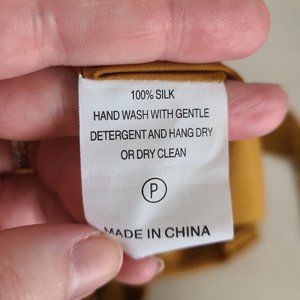 100% SILK
HAND WASH WITH GENTLE
DETERGENT AND HANG DRY
OR DRY CLEAN
P
MADE IN CHINA